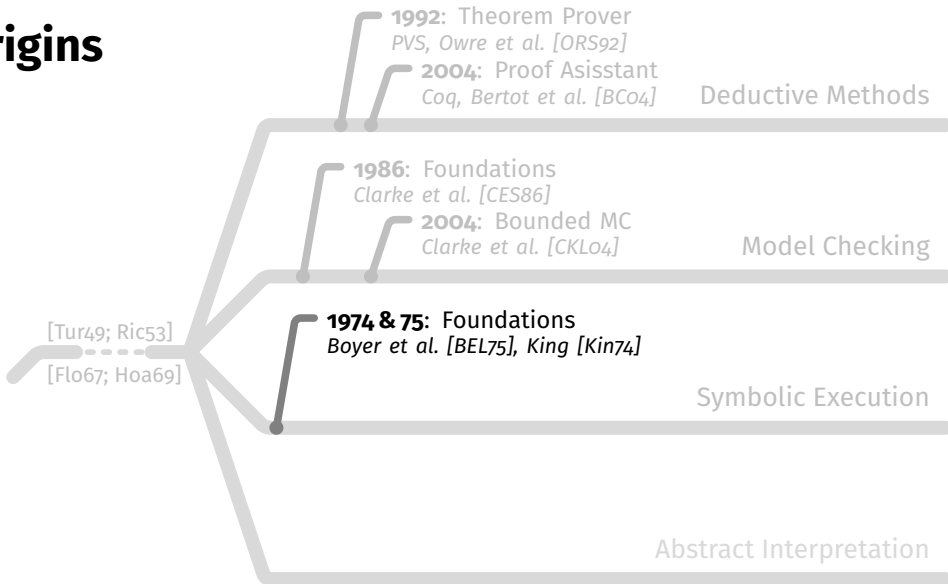 rigins
1992: Theorem Prover
PVS, Owre et al. [ORS92]
2004: Proof Asisstant
Coq, Bertot et al. [BC04]
Deductive Methods
1986: Foundations
Clarke et al. [CES86]
2004: Bounded MC
Clarke et al. [CKL04]
Model Checking
1974 & 75: Foundations
Boyer et al. [BEL75], King [Kin74]
[Tur49; Ric53]
[Flo67; Hoa69]
Symbolic Execution
Abstract Interpretation